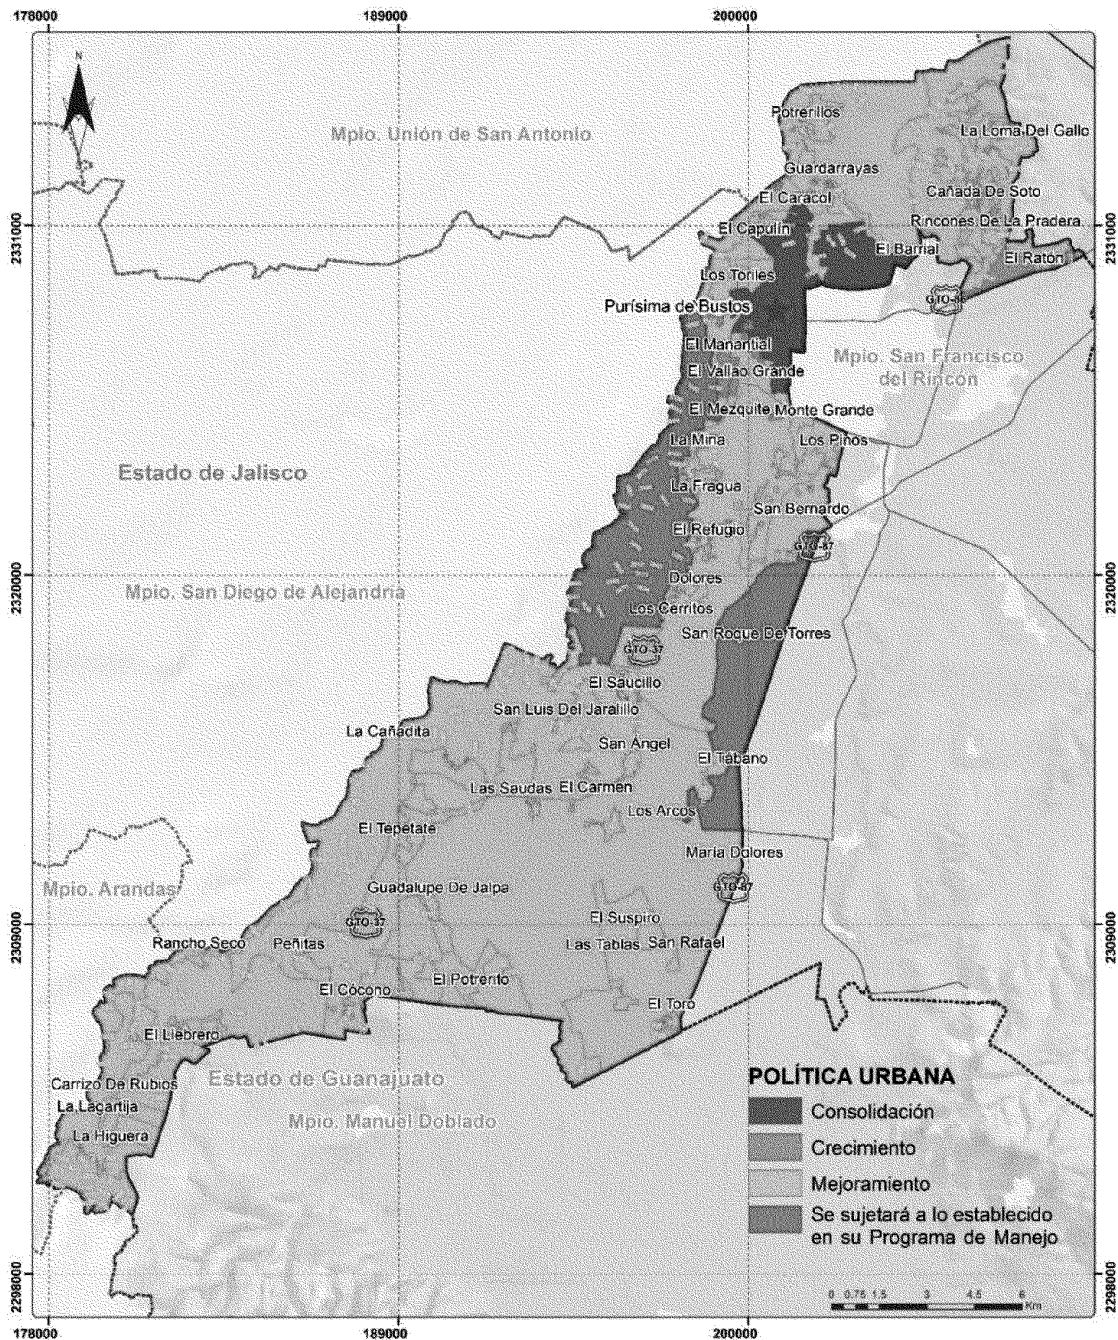 178000 189000 200000
N
Potrerillos
Mpio. Unión de San Antonio
La Loma Del Gallo
Guardarrayas
Cañada De Soto
El Caracol
Rincones De La Pradera
2331000 2331000
El Capulín
El Barrial
El Ratón
Los Toriles
GTO-86
Purísima de Bustos
El Manantial
Mpio. San Francisco
del Rincón
El Vallao Grande
El Mezquite Monte Grande
La Mina
Los Pinos
Estado de Jalisco
La Fragua
San Bernardo
El Refugio
GTO-87
2320000 2320000
Dolores
Mpio. San Diego de Alejandría
Los Cerritos
San Roque De Torres
GTO-37
El Saucillo
San Luis Del Jaralillo
La Cañadita
San Ángel
El Tábano
Las Saudas El Carmen
Los Arcos
El Tepetate
Maria Dolores
Mpio. Arandas
Guadalupe De Jalpa
GTO-87
GTO-37
El Suspiro
2309000 2309000
Rancho Seco Peñitas
Las Tablas San Rafael
El Potrerito
El Cócono
El Toro
El Liebrero
Estado de Guanajuato
Carrizo De Rubios
La Lagartija
Mpio. Manuel Doblado
La Higuera
POLÍTICA URBANA
Consolidación
Crecimiento
Mejoramiento
Se sujetará a lo establecido
en su Programa de Manejo
2298000 2298000
0 0.75 1.5 3 4.5 6
Km
178000 189000 200000